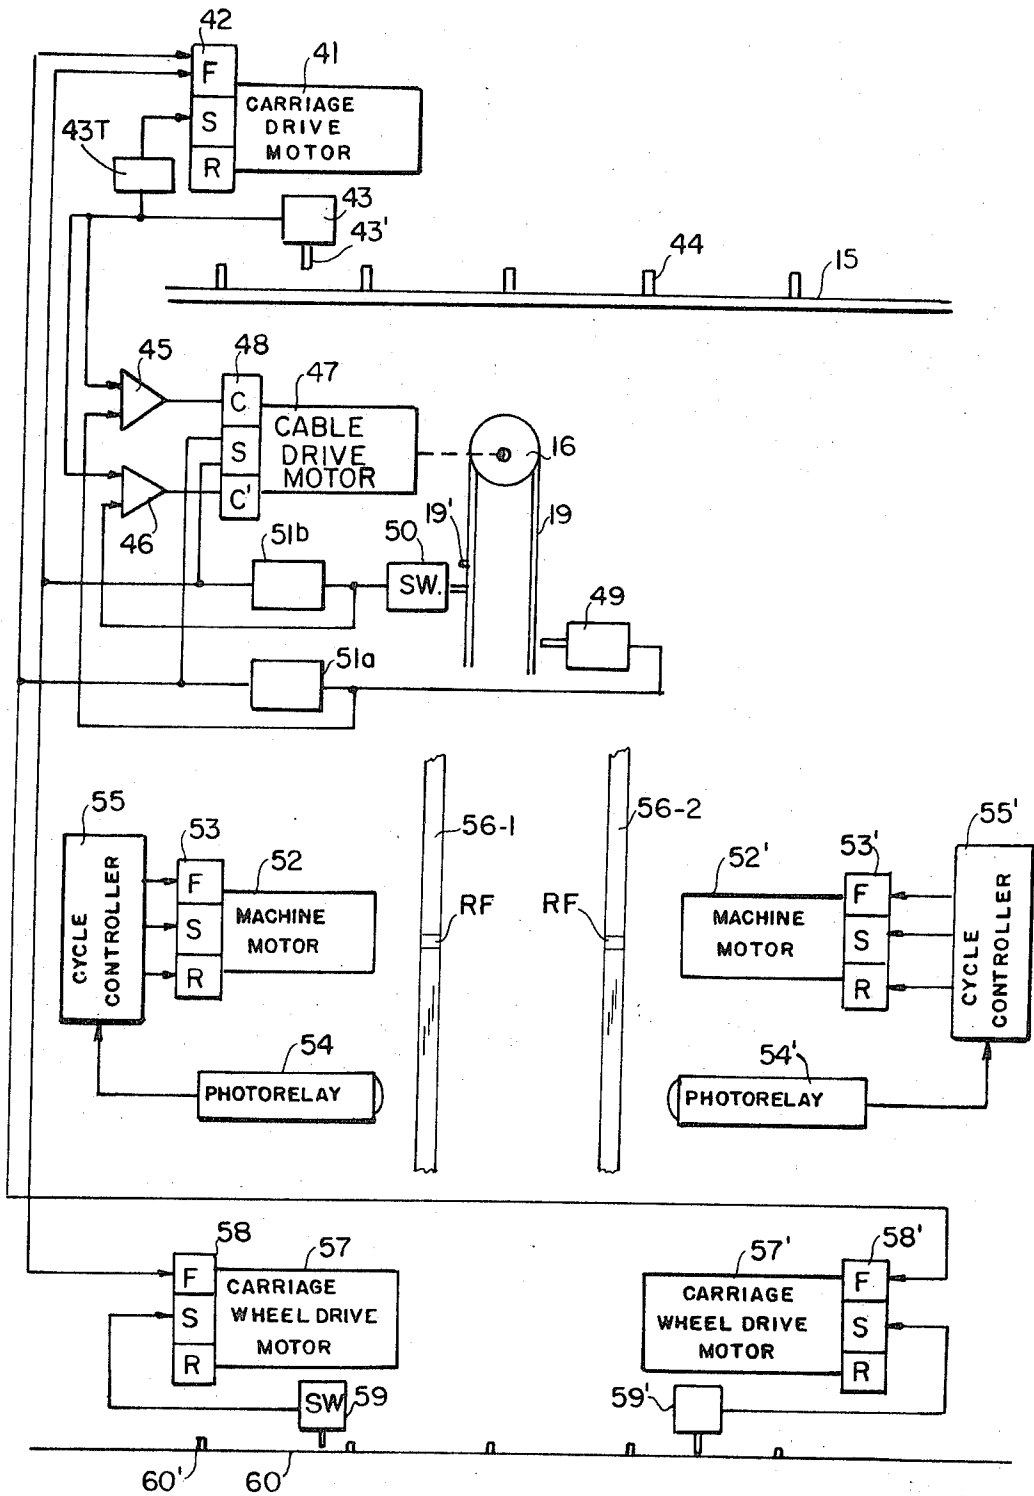 42
F
41
CARRIAGE
DRIVE
MOTOR
S
43T
R
43
43'
44
15
45
48
47
C
CABLE
DRIVE
MOTOR
S
16
C'
46
19'
19
51b
50
SW.
49
51a
55
53
52
56-1
56-2
52'
53'
55'
F
MACHINE
MOTOR
S
R
CYCLE
CONTROLLER
RF
RF
MACHINE
MOTOR
F
S
R
CYCLE
CONTROLLER
54
PHOTORELAY
54'
PHOTORELAY
58
57
F
CARRIAGE
WHEEL DRIVE
MOTOR
S
R
57'
58'
CARRIAGE
WHEEL DRIVE
MOTOR
F
S
R
SW
59
59'
60'
60